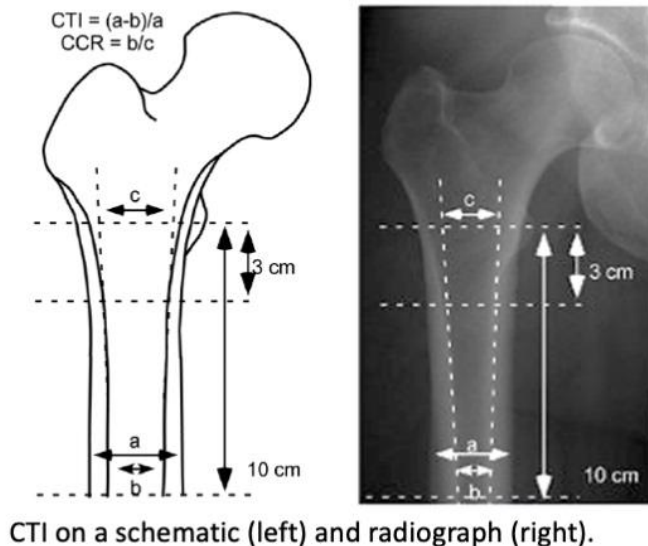 CTI = (a-b)/a
CCR = b/c
c
3 cm
a
b
10 cm
c
3 cm
a
b
10 cm
CTI on a schematic (left) and radiograph (right).